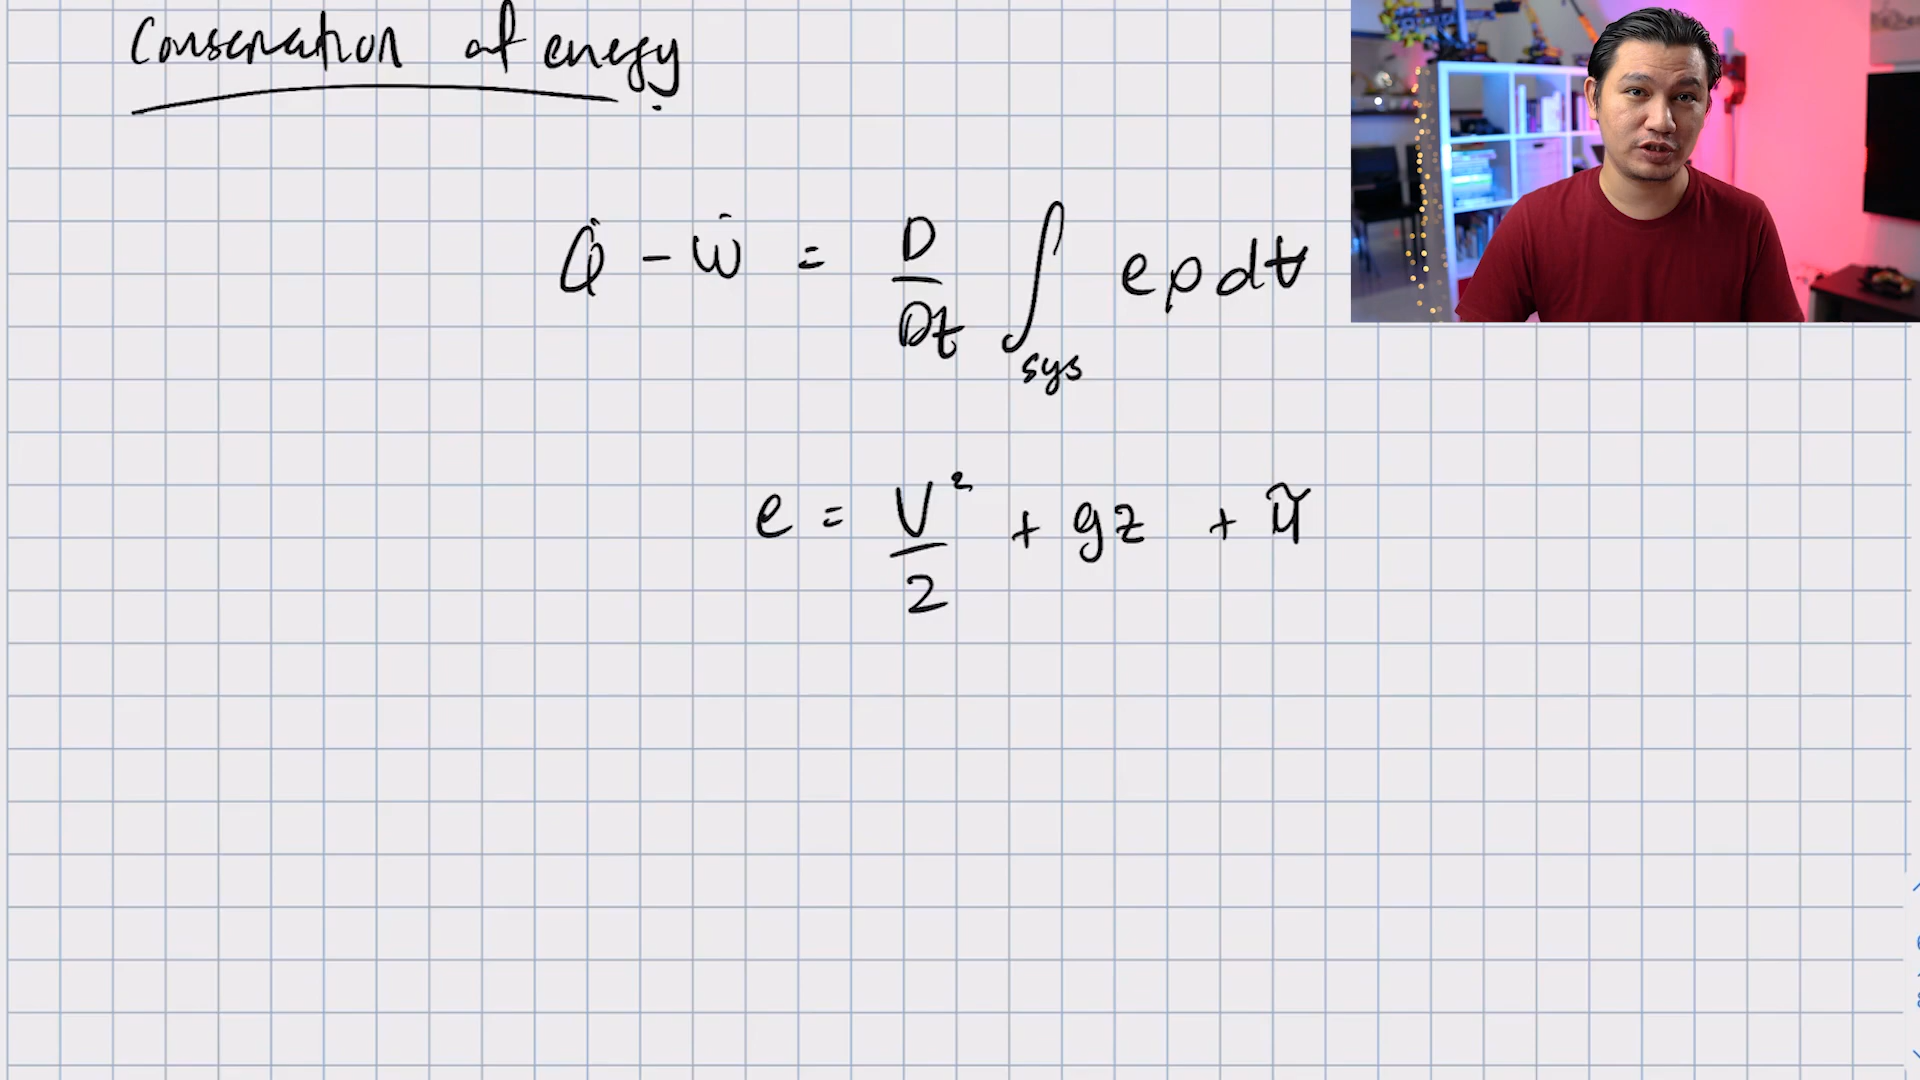 Conservation of energy
Q̇ - Ẇ = D/Dt ∫sys eρdV̶
e = V²/2 + gz + ũ